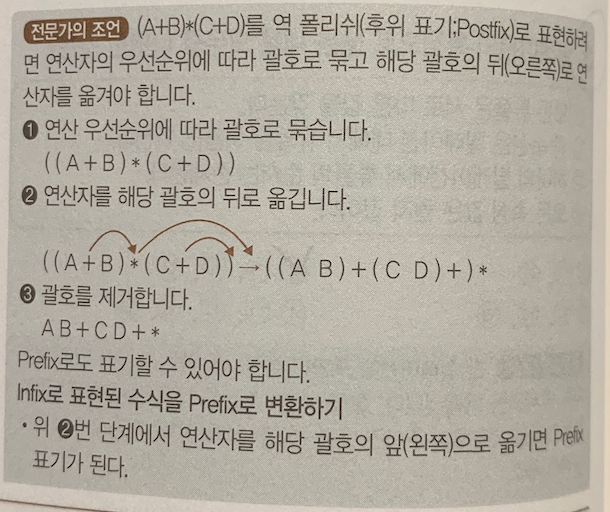 전문가의 조언 (A+B)*(C+D)를 역 폴리쉬(후위 표기;Postfix)로 표현하려
면 연산자의 우선순위에 따라 괄호로 묶고 해당 괄호의 뒤(오른쪽)로 연
산자를 옮겨야 합니다.
❶ 연산 우선순위에 따라 괄호로 묶습니다.
((A+B)*(C+D))
❷ 연산자를 해당 괄호의 뒤로 옮깁니다.
((A+B)*(C+D))→((A B)+(C D)+)*
❸ 괄호를 제거합니다.
AB+CD+*
Prefix로도 표기할 수 있어야 합니다.
Infix로 표현된 수식을 Prefix로 변환하기
• 위 ❷번 단계에서 연산자를 해당 괄호의 앞(왼쪽)으로 옮기면 Prefix
표기가 된다.